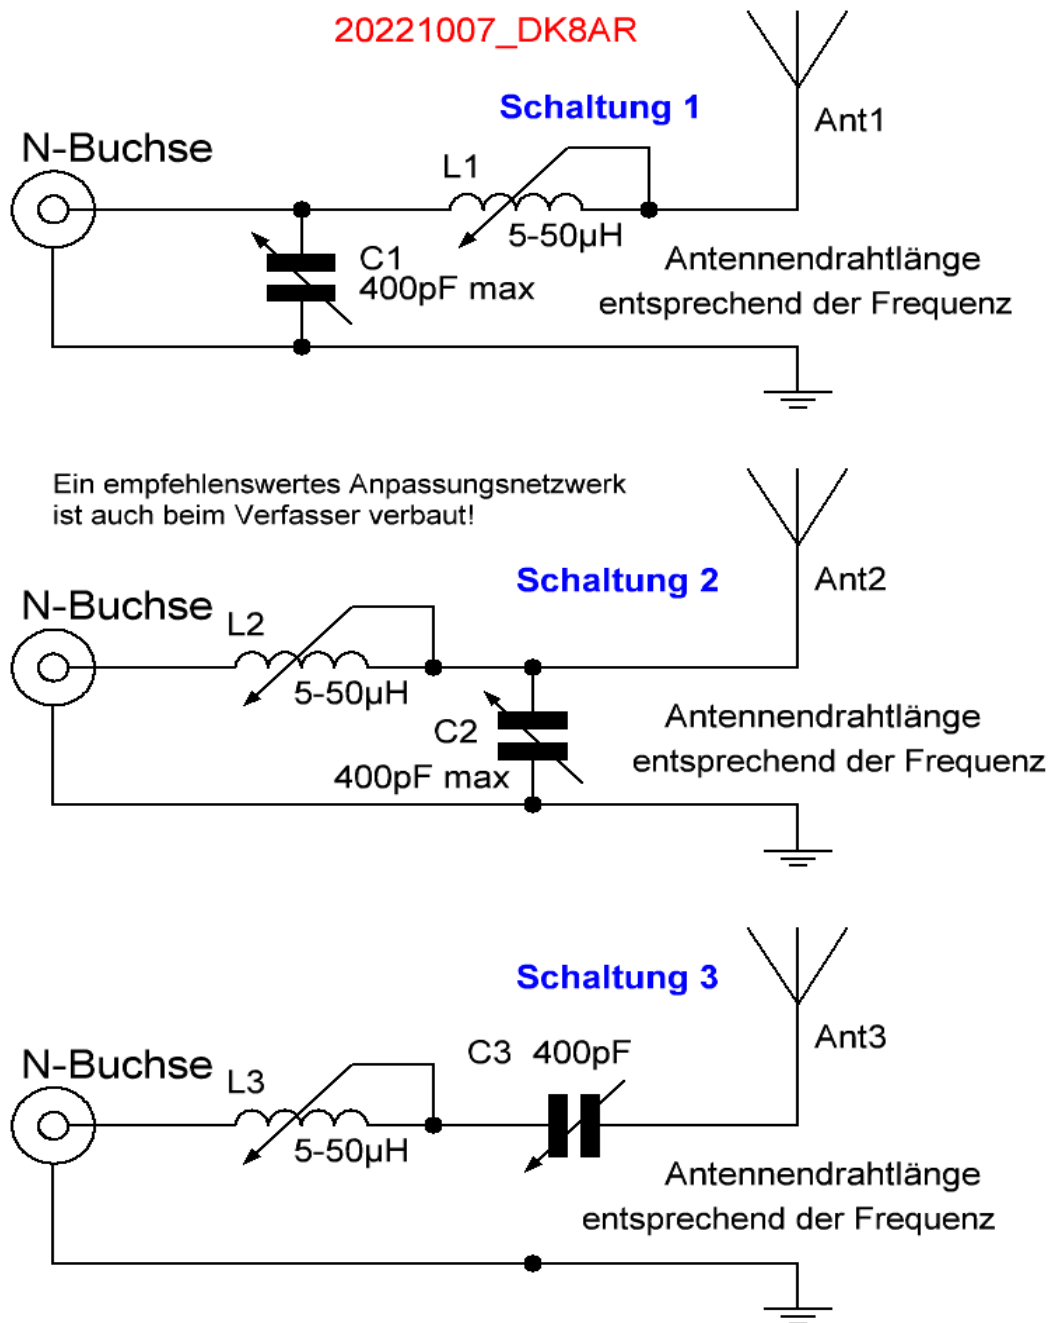 20221007_DK8AR
Schaltung 1
Ant1
N-Buchse
L1
5-50µH
C1
400pF max
Antennendrahtlänge
entsprechend der Frequenz
Ein empfehlenswertes Anpassungsnetzwerk
ist auch beim Verfasser verbaut!
Schaltung 2
Ant2
N-Buchse
L2
5-50µH
C2
400pF max
Antennendrahtlänge
entsprechend der Frequenz
Schaltung 3
Ant3
C3 400pF
N-Buchse
L3
5-50µH
Antennendrahtlänge
entsprechend der Frequenz